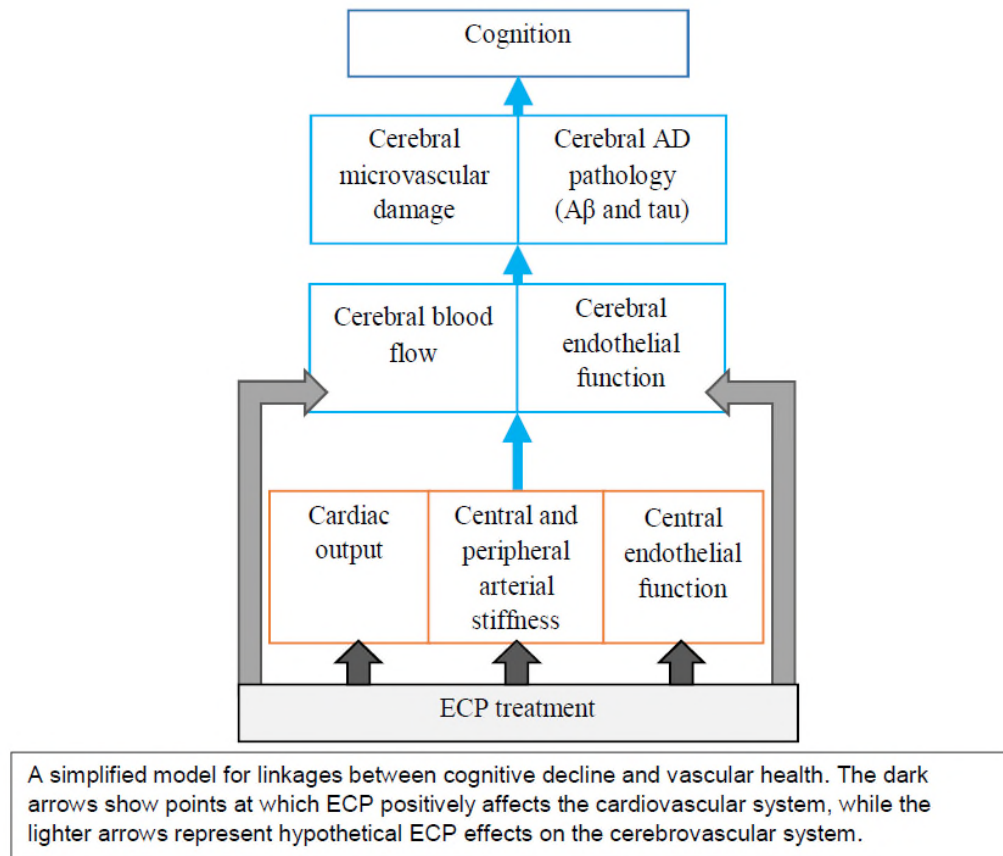 Cognition
Cerebral
microvascular
damage
Cerebral AD
pathology
(Aβ and tau)
Cerebral blood
flow
Cerebral
endothelial
function
Cardiac
output
Central and
peripheral
arterial
stiffness
Central
endothelial
function
ECP treatment
A simplified model for linkages between cognitive decline and vascular health. The dark
arrows show points at which ECP positively affects the cardiovascular system, while the
lighter arrows represent hypothetical ECP effects on the cerebrovascular system.